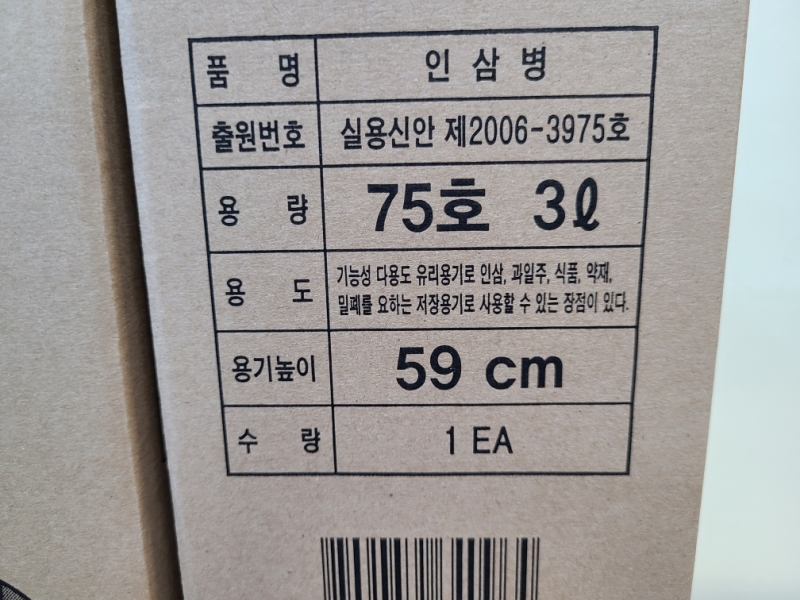 품 명 인 삼 병
출원번호 실용신안 제2006-3975호
용 량 75호 3ℓ
용 도 기능성 다용도 유리용기로 인삼, 과일주, 식품, 약재,
밀폐를 요하는 저장용기로 사용할 수 있는 장점이 있다.
용기높이 59 cm
수 량 1 EA